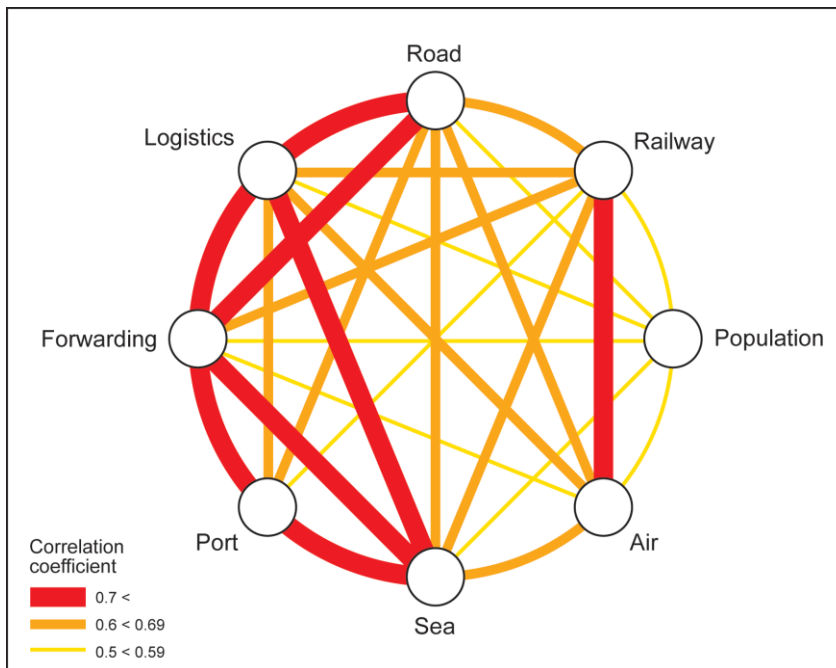 Road
Logistics
Railway
Forwarding
Population
Port
Air
Sea
Correlation
coefficient
0.7 <
0.6 < 0.69
0.5 < 0.59